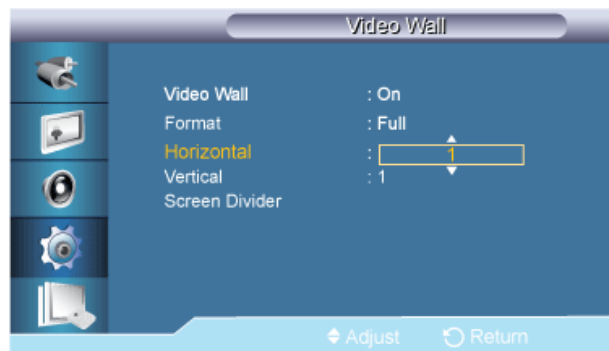 Video Wall
Video Wall : On
Format : Full
Horizontal : 1
Vertical : 1
Screen Divider
Adjust Return